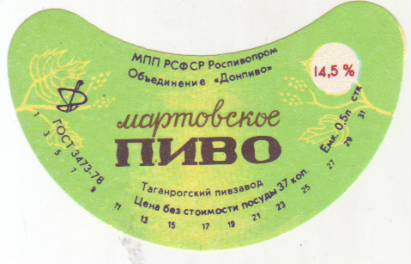 МПП РСФСР Роспивопром
Объединение «Донпиво»
14,5 %
мартовское
ПИВО
ГОСТ 3473-78
Емк. 0,5л стк
Таганрогский пивзавод
Цена без стоимости посуды 37 коп.
1 3 5 7 9 11 13 15 17 19 21 23 25 27 29 31